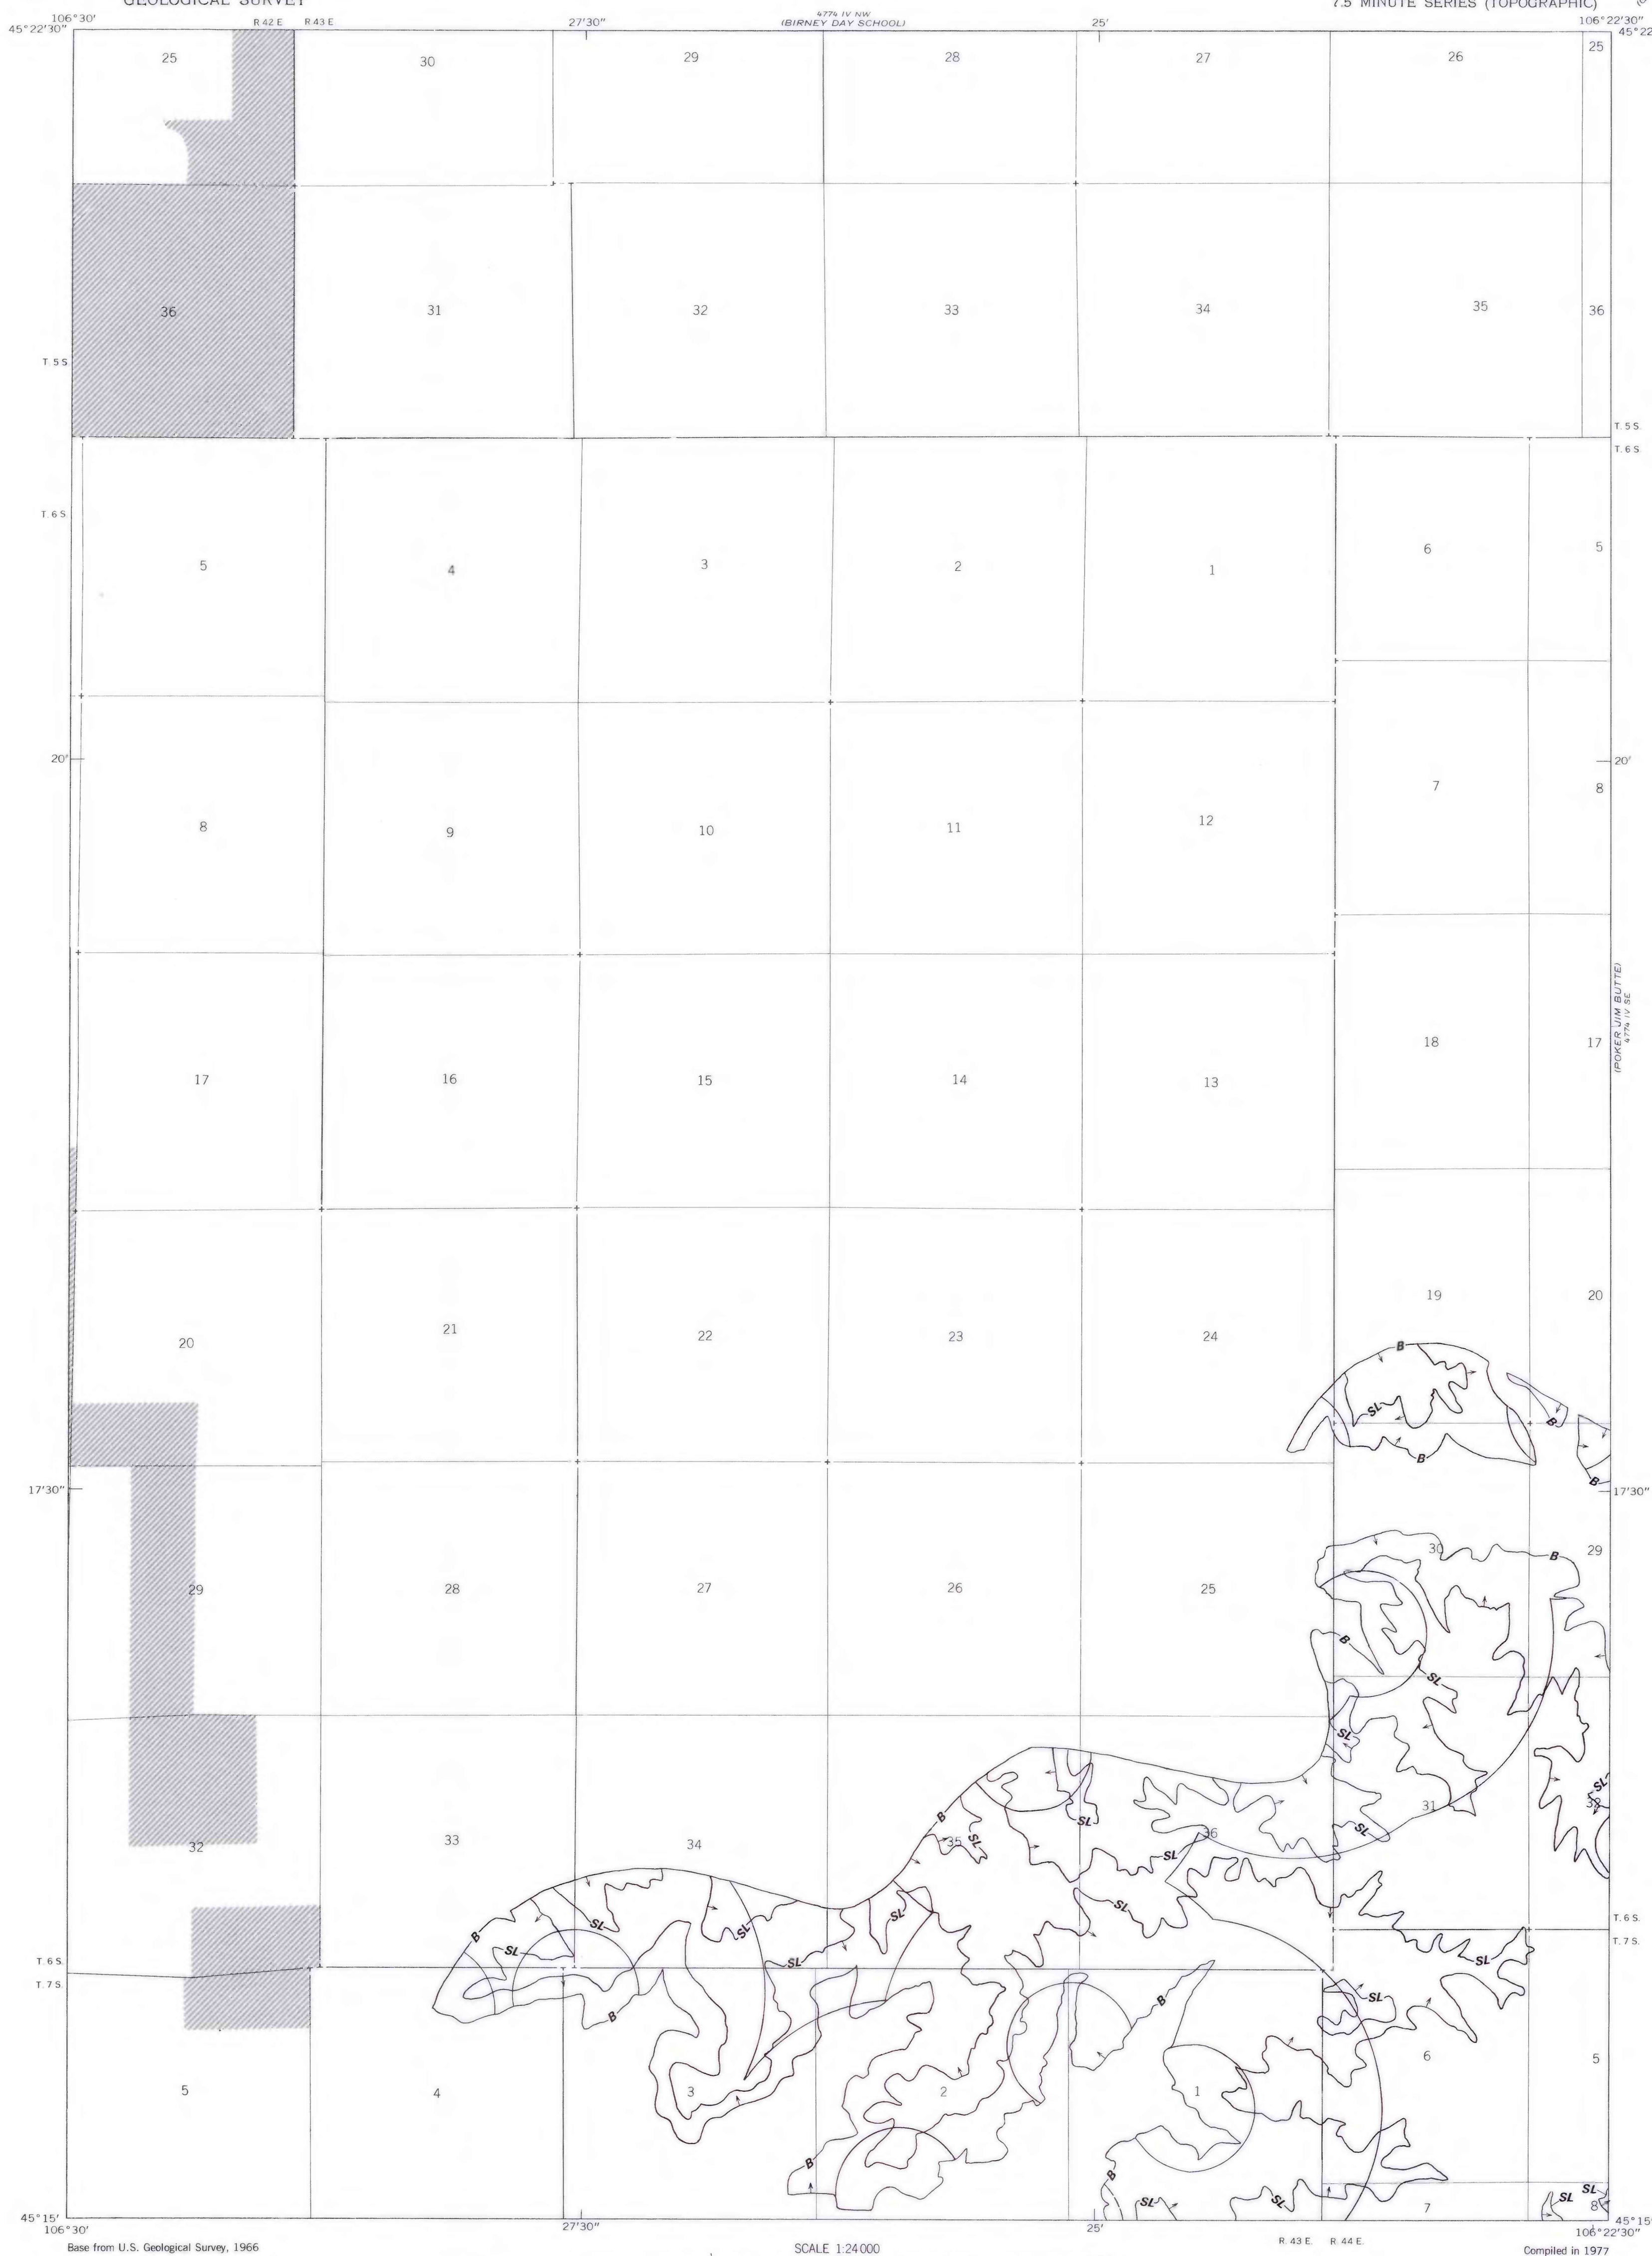 GEOLOGICAL SURVEY
7.5 MINUTE SERIES (TOPOGRAPHIC)
106°30' R 42 E R 43 E 27'30" 4774 IV NW 25' 106°22'30"
(BIRNEY DAY SCHOOL)
45°22'30" 45°22
25 30 29 28 27 26 25
36 31 32 33 34 35 36
T. 5 S
T. 5 S.
T. 6 S.
T. 6 S.
5 4 3 2 1 6 5
20' 20'
8 9 10 11 12 7 8
(POKER JIM BUTTE)
4774 IV SE
17 16 15 14 13 18 17
20 21 22 23 24 19 20
B
SL
B
B
B
17'30" 17'30"
29 28 27 26 25 30 29
B
B
SL
SL
32 33 34 35 36 31 32
SL
B
SL
SL
SL
SL
SL
SL
SL
SL
B
SL
SL
SL
T. 6 S. T. 6 S.
T. 7 S. T. 7 S.
B
B
SL
5 4 3 2 1 6 5
B
B
SL
SL
SL
SL
7 8
45°15' 45°15
106°30' 27'30" 25' 106°22'30"
R. 43 E. R. 44 E.
Base from U.S. Geological Survey, 1966
SCALE 1:24 000
Compiled in 1977